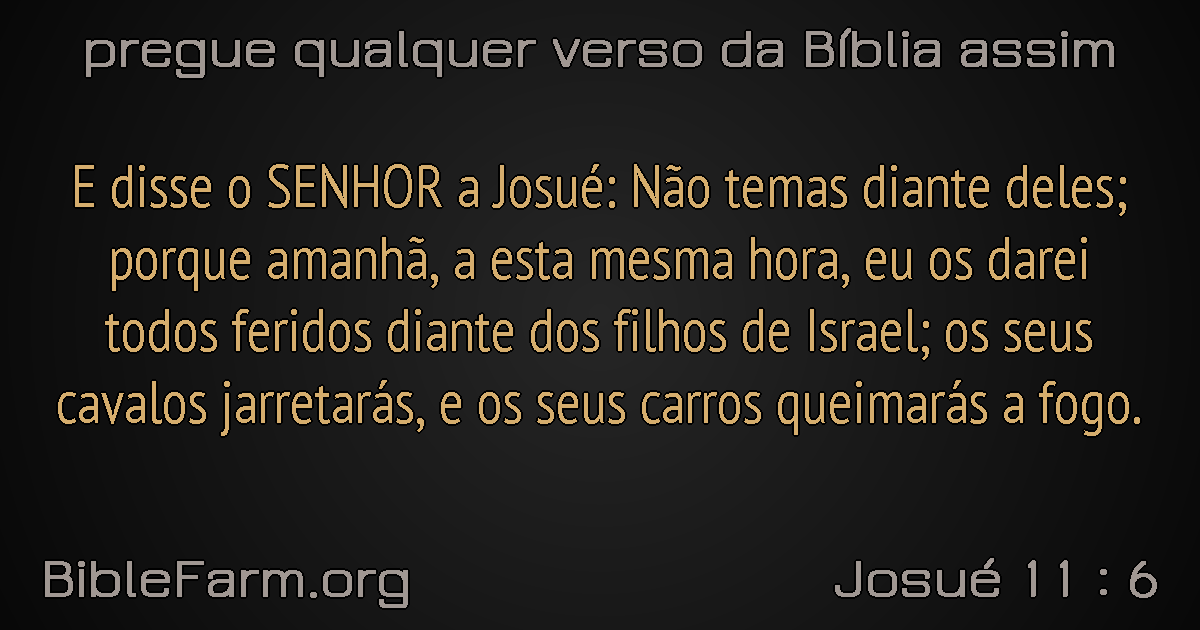 pregue qualquer verso da Bíblia assim
E disse o SENHOR a Josué: Não temas diante deles;
porque amanhã, a esta mesma hora, eu os darei
todos feridos diante dos filhos de Israel; os seus
cavalos jarretarás, e os seus carros queimarás a fogo.
BibleFarm.org
Josué 11 : 6